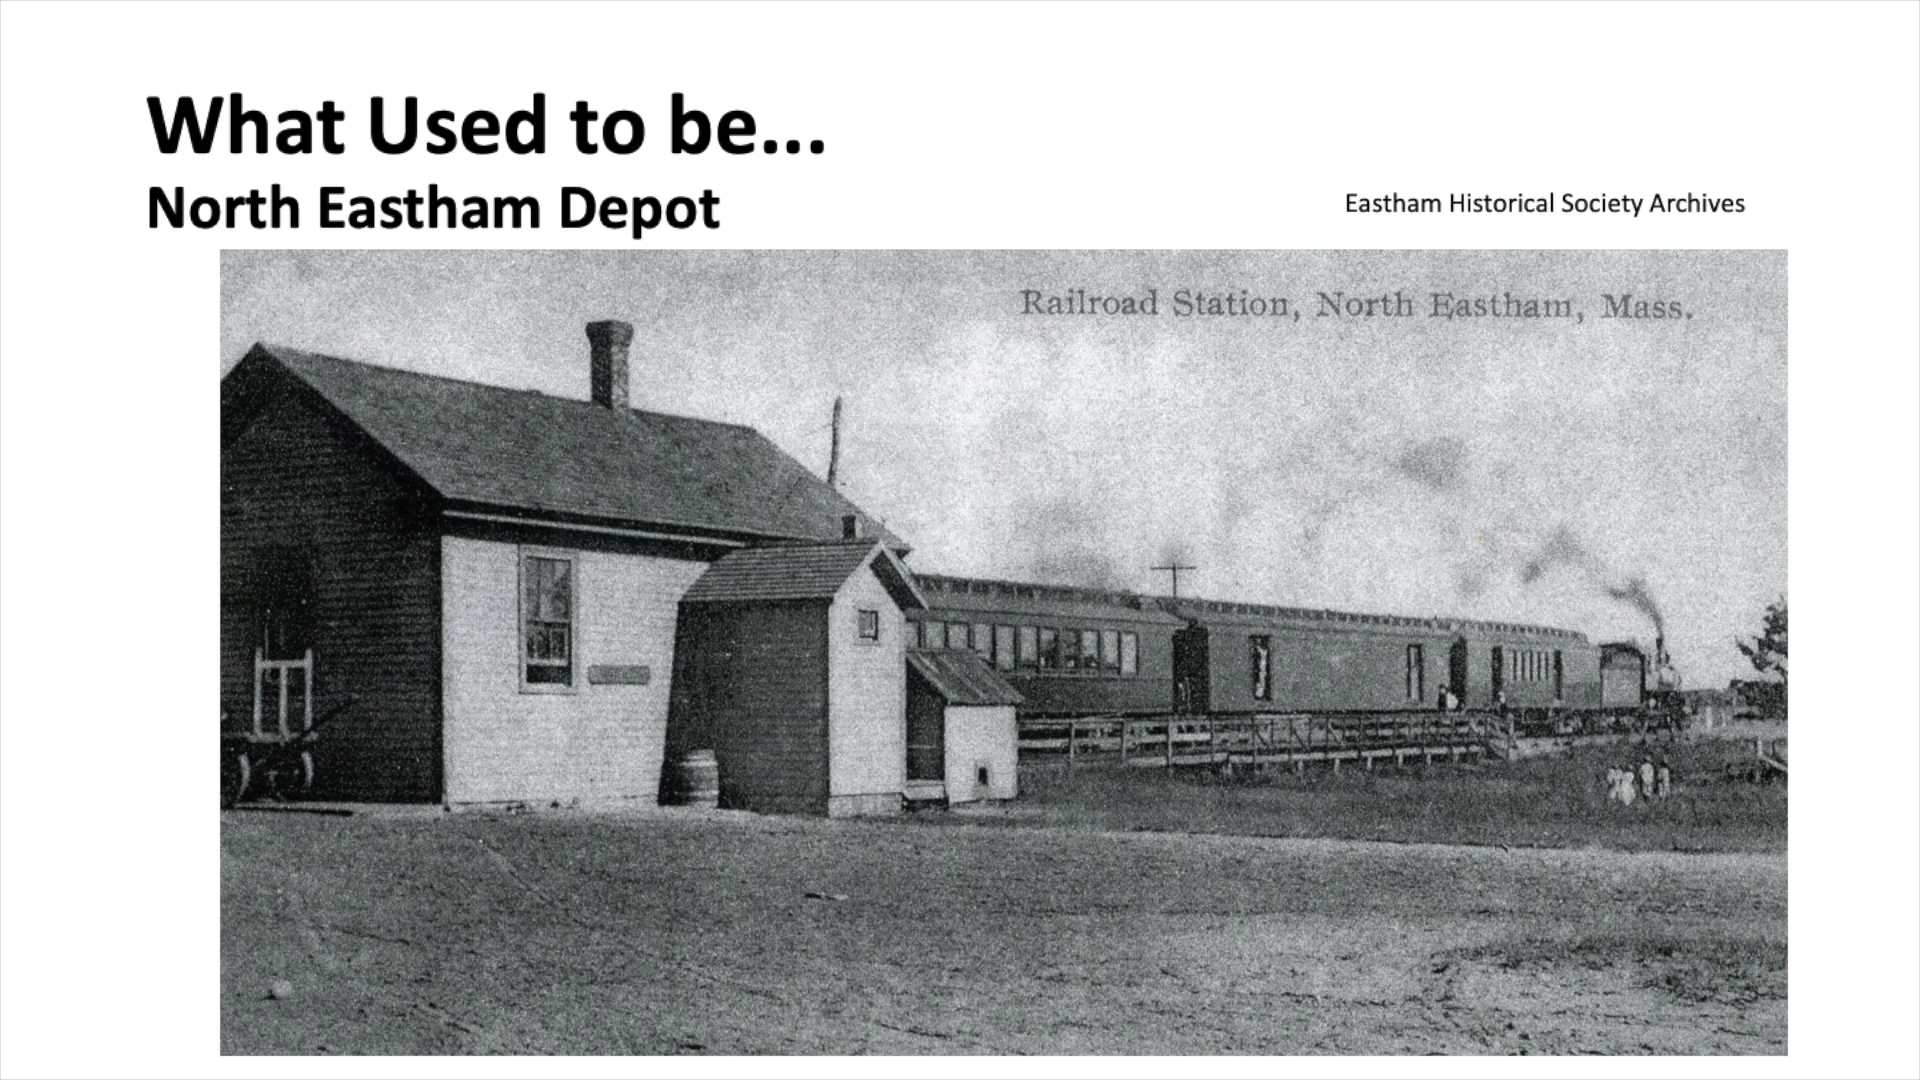 What Used to be...
North Eastham Depot
Eastham Historical Society Archives
Railroad Station, North Eastham, Mass.